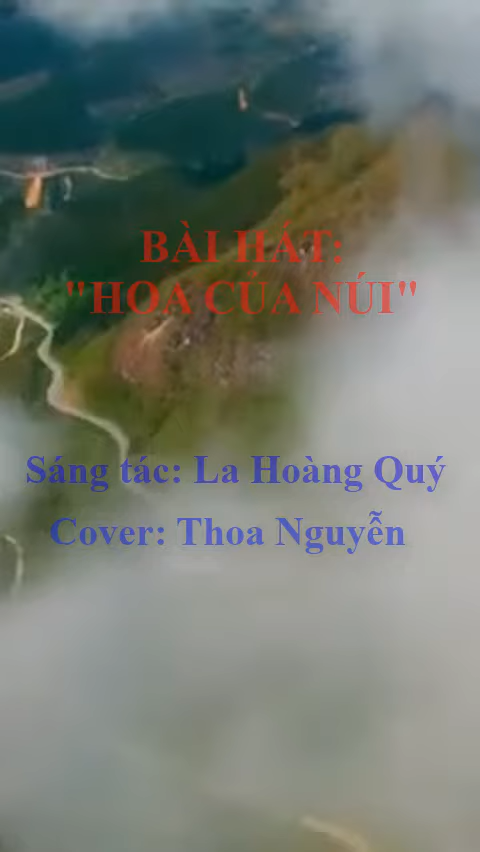 BÀI HÁT:
"HOA CỦA NÚI"
Sáng tác: La Hoàng Quý
Cover: Thoa Nguyễn